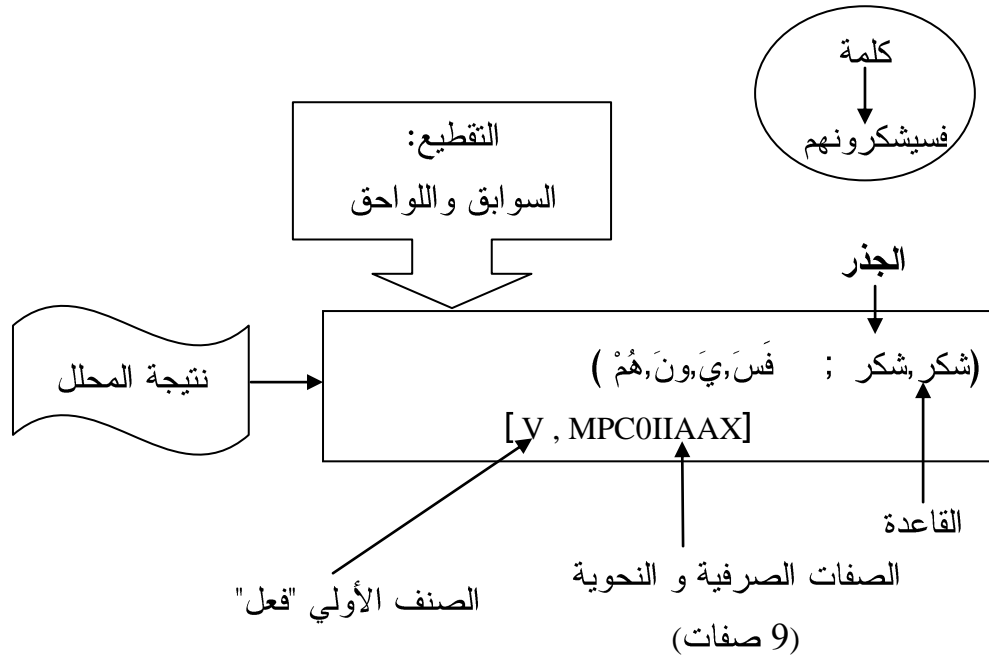 كلمة
فسيشكرونهم
التقطيع:
السوابق واللواحق
الجذر
نتيجة المحلل
(شكر,شكر ; فَسَ,يَ,ونَ,هُمْ )
[ V , MPC0IIAAX]
القاعدة
الصفات الصرفية و النحوية
(9 صفات)
الصنف الأولي "فعل"